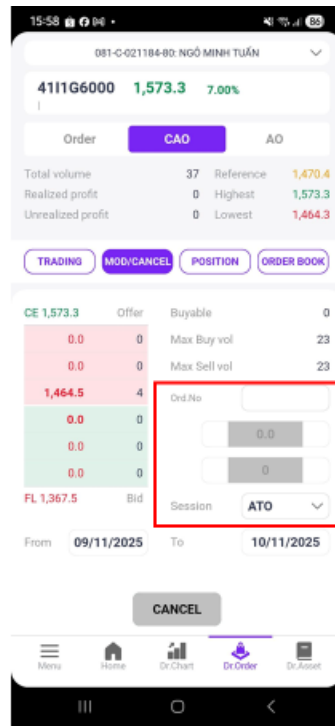 15:58
86
081-C-021184-80: NGÔ MINH TUẤN
41I1G6000 1,573.3 7.00%
Order CAO AO
Total volume 37 Reference 1,470.4
Realized profit 0 Highest 1,573.3
Unrealized profit 0 Lowest 1,464.3
TRADING MOD/CANCEL POSITION ORDER BOOK
CE 1,573.3 Offer Buyable 0
0.0 0 Max Buy vol 23
0.0 0 Max Sell vol 23
1,464.5 4 Ord.No
0.0 0 0.0
0.0 0
0.0 0 0
FL 1,367.5 Bid Session ATO
From 09/11/2025 To 10/11/2025
CANCEL
Menu Home Dr.Chart Dr.Order Dr.Asset